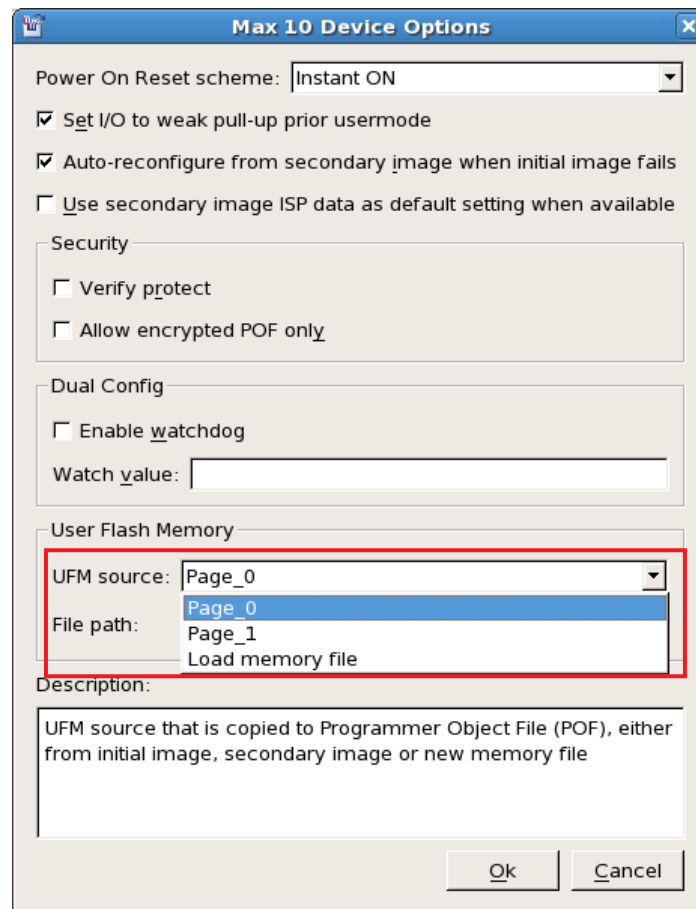 Max 10 Device Options
Power On Reset scheme: Instant ON
Set I/O to weak pull-up prior usermode
Auto-reconfigure from secondary image when initial image fails
Use secondary image ISP data as default setting when available
Security
Verify protect
Allow encrypted POF only
Dual Config
Enable watchdog
Watch value:
User Flash Memory
UFM source: Page_0
Page_0
File path:
Page_1
Load memory file
Description:
UFM source that is copied to Programmer Object File (POF), either
from initial image, secondary image or new memory file
Ok Cancel